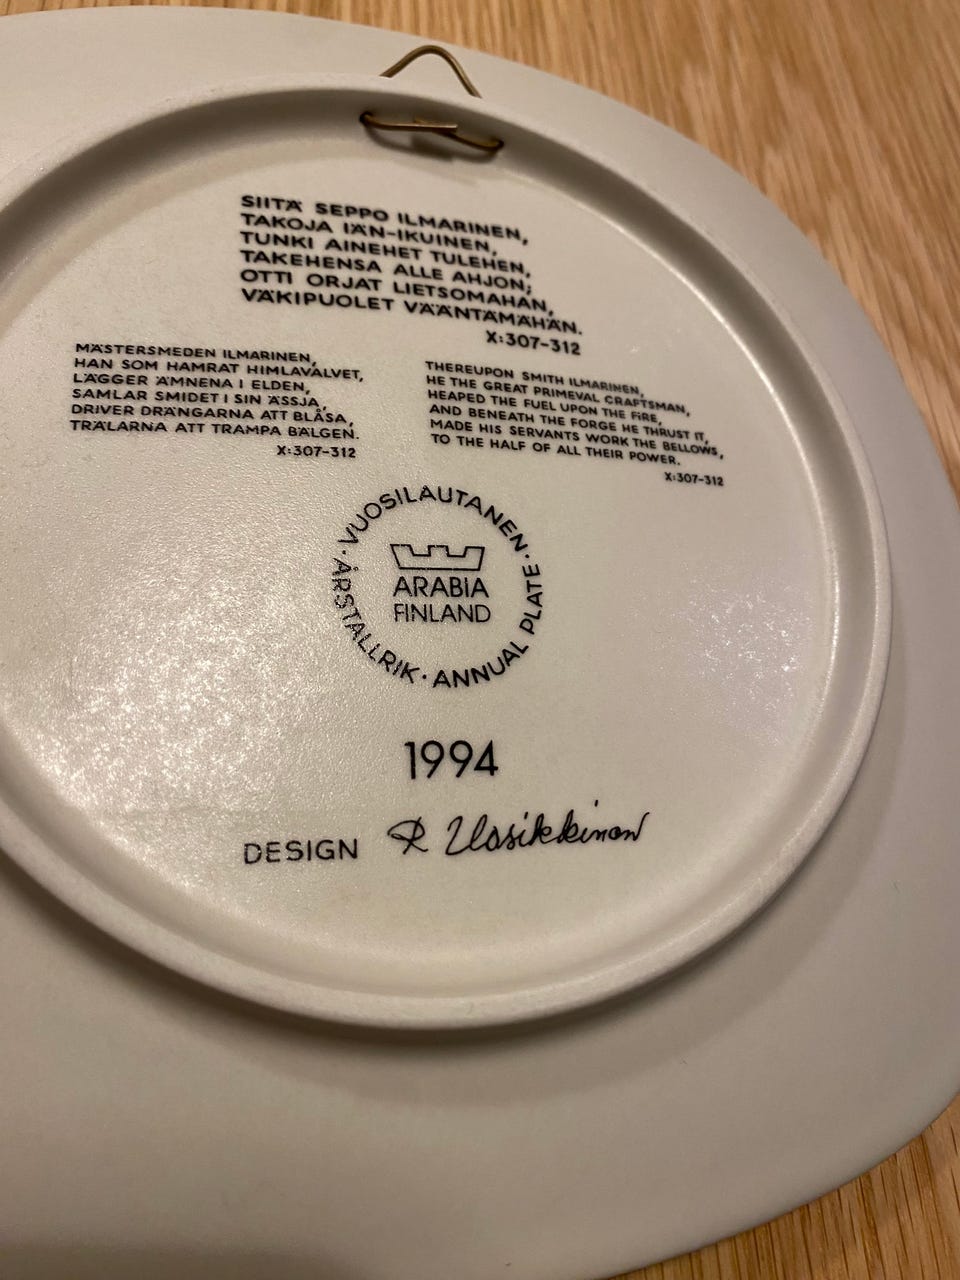 SIITÄ SEPPO ILMARINEN,
TAKOJA IÄN-IKUINEN,
TUNKI AINEHET TULEHEN,
TAKEHENSA ALLE AHJON;
OTTI ORJAT LIETSOMAHAN,
VÄKIPUOLET VÄÄNTÄMÄHÄN.
X:307-312
MÄSTERSMEDEN ILMARINEN,
HAN SOM HAMRAT HIMLAVALVET,
LÄGGER ÄMNENA I ELDEN,
SAMLAR SMIDET I SIN ÄSSJA,
DRIVER DRÄNGARNA ATT BLÅSA,
TRÄLARNA ATT TRAMPA BÄLGEN.
X:307-312
THEREUPON SMITH ILMARINEN,
HE THE GREAT PRIMEVAL CRAFTSMAN,
HEAPED THE FUEL UPON THE FIRE,
AND BENEATH THE FORGE HE THRUST IT,
MADE HIS SERVANTS WORK THE BELLOWS,
TO THE HALF OF ALL THEIR POWER.
X:307-312
· VUOSILAUTANEN · ANNUAL PLATE · ÅRSTALLRIK
ARABIA
FINLAND
1994
DESIGN R Uosikkinen